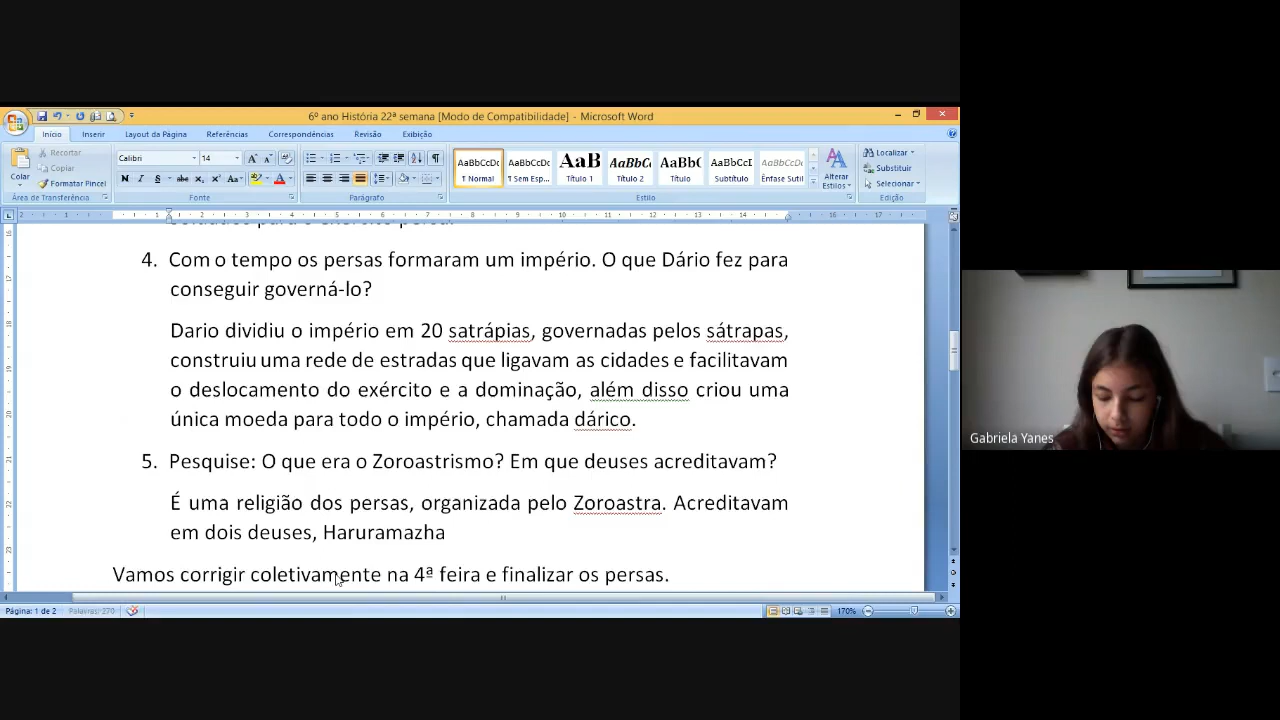 6º ano História 22ª semana [Modo de Compatibilidade] - Microsoft Word
Início Inserir Layout da Página Referências Correspondências Revisão Exibição
Colar
Recortar
Copiar
Formatar Pincel
Área de Transferência
Calibri 14
N I S abc x₂ x² Aa
Fonte
Parágrafo
AaBbCcDc AaBbCcDc AaB AaBbCc AaBbC AaBbCcI AaBbCcDc
¶ Normal ¶ Sem Esp... Título 1 Título 2 Título Subtítulo Ênfase Sutil
Alterar Estilos
Estilo
Localizar
Substituir
Selecionar
Edição
4. Com o tempo os persas formaram um império. O que Dário fez para
conseguir governá-lo?
Dario dividiu o império em 20 satrápias, governadas pelos sátrapas,
construiu uma rede de estradas que ligavam as cidades e facilitavam
o deslocamento do exército e a dominação, além disso criou uma
única moeda para todo o império, chamada dárico.
5. Pesquise: O que era o Zoroastrismo? Em que deuses acreditavam?
É uma religião dos persas, organizada pelo Zoroastra. Acreditavam
em dois deuses, Haruramazha
Vamos corrigir coletivamente na 4ª feira e finalizar os persas.
Página: 1 de 2 Palavras: 270 170%
Gabriela Yanes